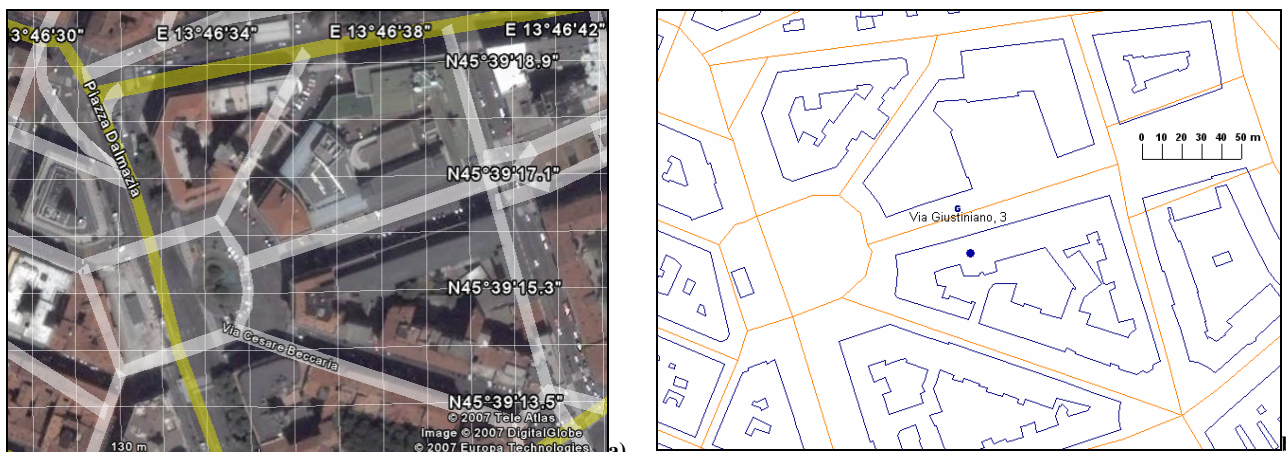 3°46'30"
E 13°46'34"
E 13°46'38"
E 13°46'42"
N45°39'18.9"
Piazza Dalmazia
N45°39'17.1"
N45°39'15.3"
Via Cesare Beccaria
N45°39'13.5"
© 2007 Tele Atlas
Image © 2007 DigitalGlobe
© 2007 Europa Technologies
130 m
a)
0 10 20 30 40 50 m
G
Via Giustiniano, 3